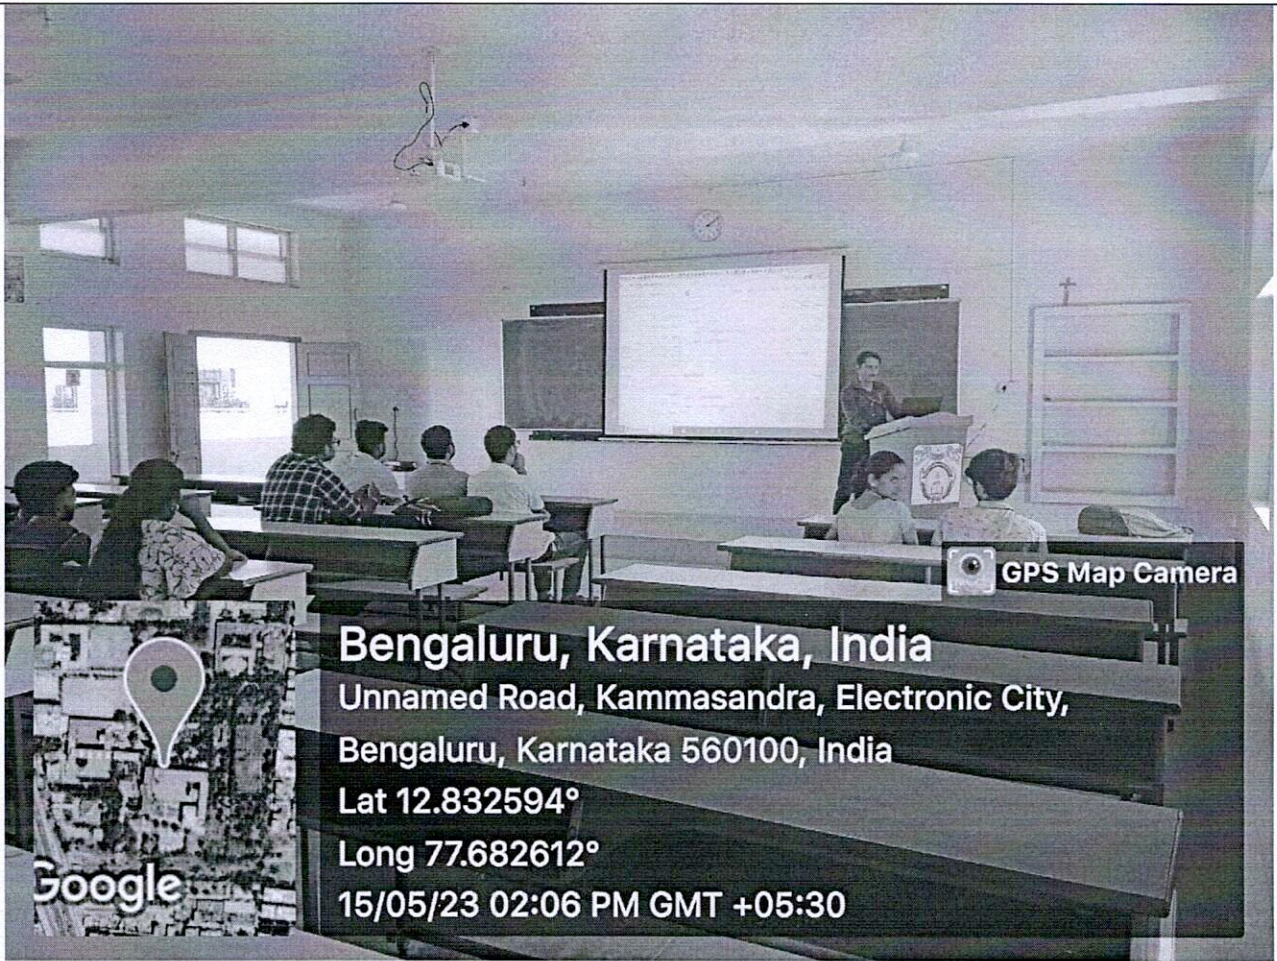 GPS Map Camera
Bengaluru, Karnataka, India
Unnamed Road, Kammasandra, Electronic City,
Bengaluru, Karnataka 560100, India
Lat 12.832594°
Long 77.682612°
15/05/23 02:06 PM GMT +05:30
Google